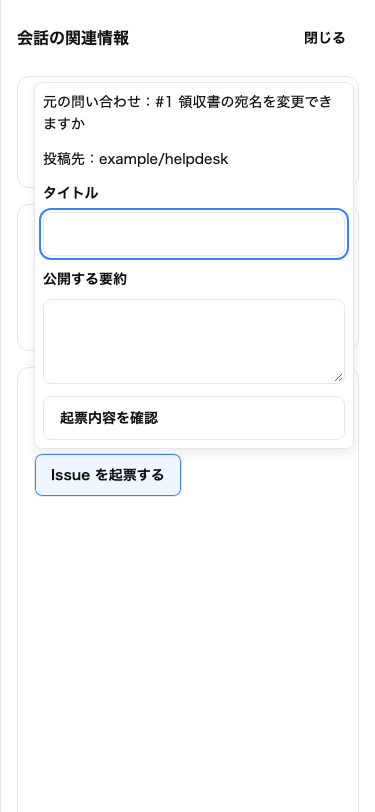 会話の関連情報
閉じる
元の問い合わせ：#1 領収書の宛名を変更でき
ますか
投稿先：example/helpdesk
タイトル
公開する要約
起票内容を確認
Issue を起票する